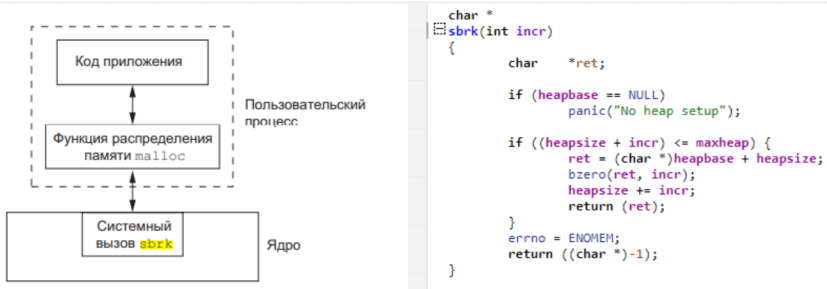 Код приложения
Функция распределения
памяти malloc
Пользовательский
процесс
Системный
вызов sbrk
Ядро
char *
sbrk(int incr)
{
char *ret;
if (heapbase == NULL)
panic("No heap setup");
if ((heapsize + incr) <= maxheap) {
ret = (char *)heapbase + heapsize;
bzero(ret, incr);
heapsize += incr;
return (ret);
}
errno = ENOMEM;
return ((char *)-1);
}